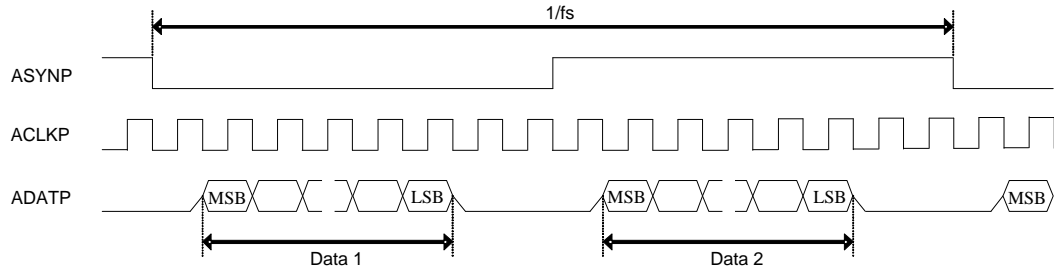 1/fs
ASYNP
ACLKP
ADATP
MSB LSB MSB LSB MSB
Data 1 Data 2